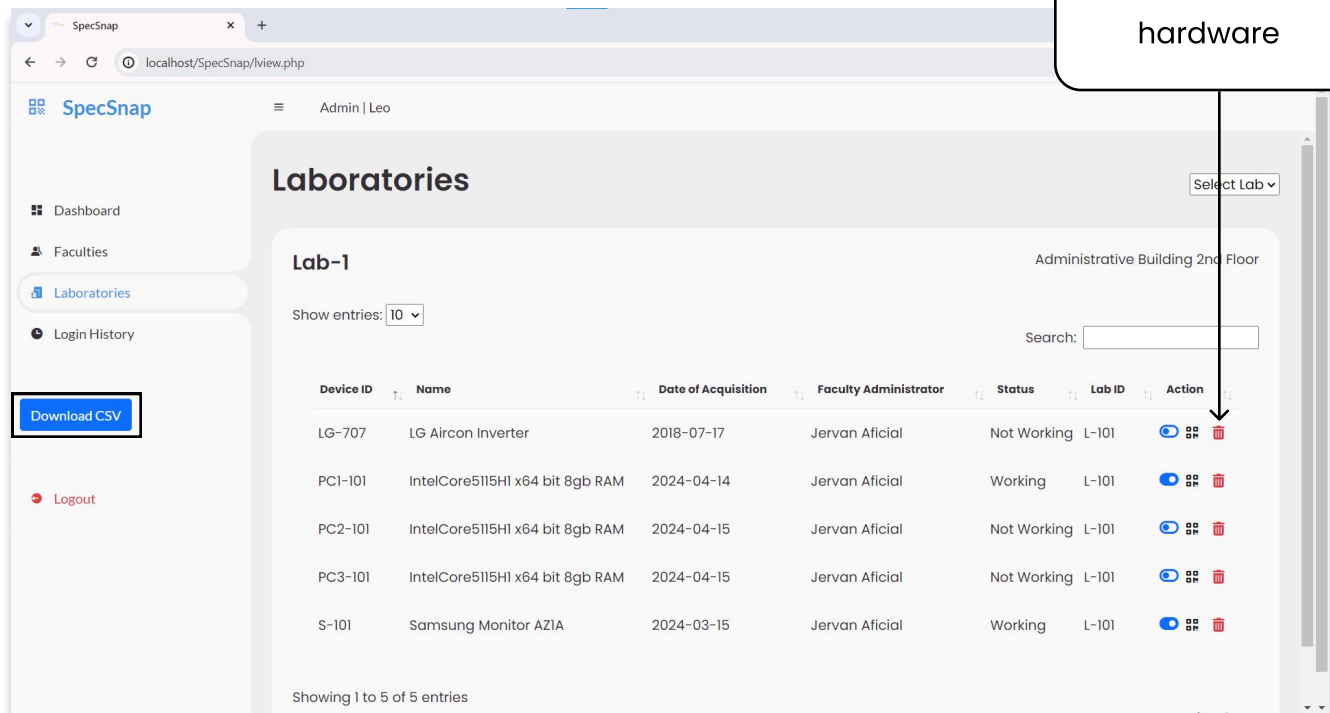 SpecSnap
hardware
localhost/SpecSnap/lview.php
SpecSnap
Admin | Leo
Laboratories
Select Lab
Dashboard
Faculties
Laboratories
Login History
Download CSV
Logout
Lab-1
Administrative Building 2nd Floor
Show entries: 10
Search:
Device ID Name Date of Acquisition Faculty Administrator Status Lab ID Action
LG-707 LG Aircon Inverter 2018-07-17 Jervan Aficial Not Working L-101
PC1-101 IntelCore5115H1 x64 bit 8gb RAM 2024-04-14 Jervan Aficial Working L-101
PC2-101 IntelCore5115H1 x64 bit 8gb RAM 2024-04-15 Jervan Aficial Not Working L-101
PC3-101 IntelCore5115H1 x64 bit 8gb RAM 2024-04-15 Jervan Aficial Not Working L-101
S-101 Samsung Monitor AZ1A 2024-03-15 Jervan Aficial Working L-101
Showing 1 to 5 of 5 entries